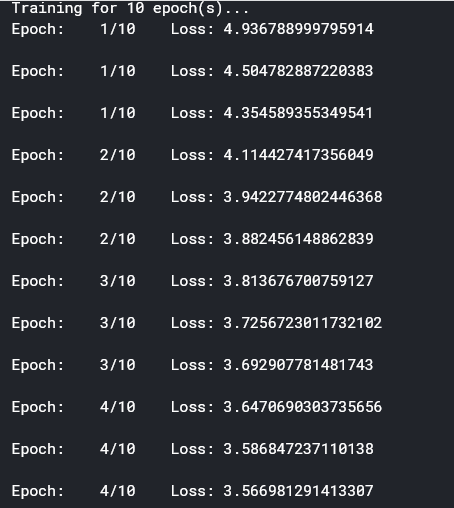 Training for 10 epoch(s)...
Epoch: 1/10 Loss: 4.936788999795914
Epoch: 1/10 Loss: 4.504782887220383
Epoch: 1/10 Loss: 4.354589355349541
Epoch: 2/10 Loss: 4.114427417356049
Epoch: 2/10 Loss: 3.9422774802446368
Epoch: 2/10 Loss: 3.882456148862839
Epoch: 3/10 Loss: 3.813676700759127
Epoch: 3/10 Loss: 3.7256723011732102
Epoch: 3/10 Loss: 3.692907781481743
Epoch: 4/10 Loss: 3.6470690303735656
Epoch: 4/10 Loss: 3.586847237110138
Epoch: 4/10 Loss: 3.566981291413307